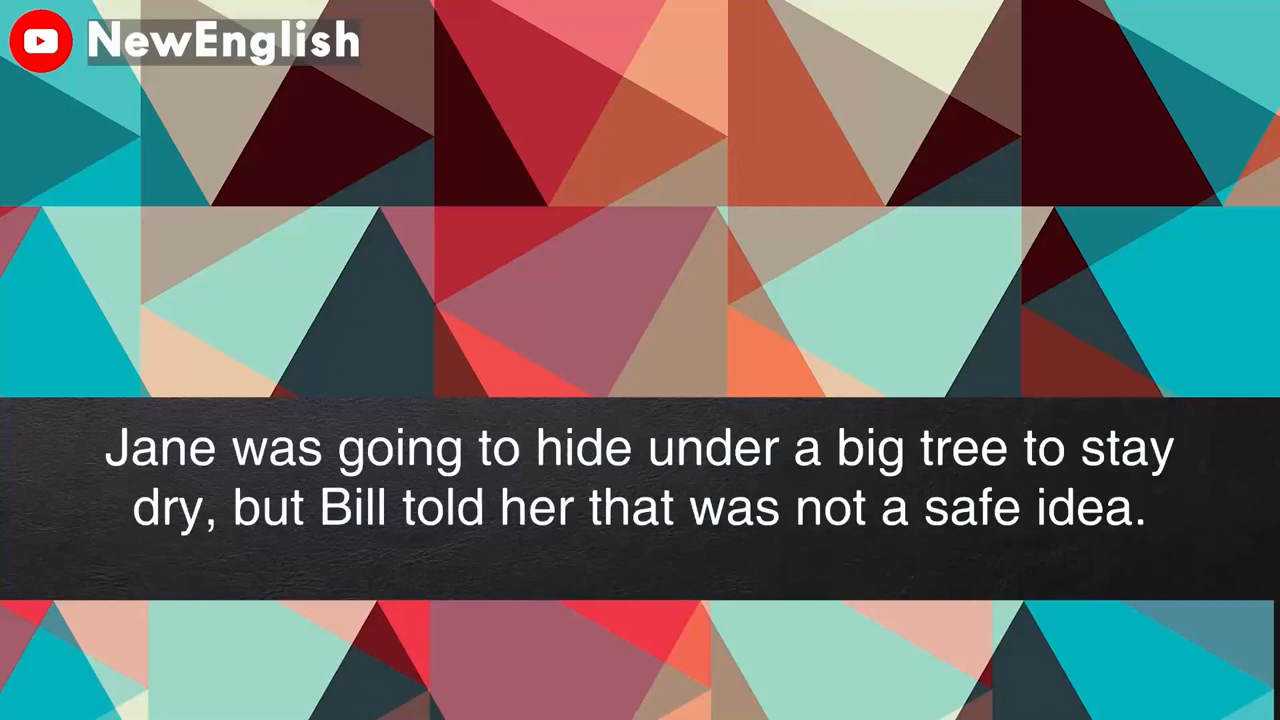 NewEnglish
Jane was going to hide under a big tree to stay
dry, but Bill told her that was not a safe idea.